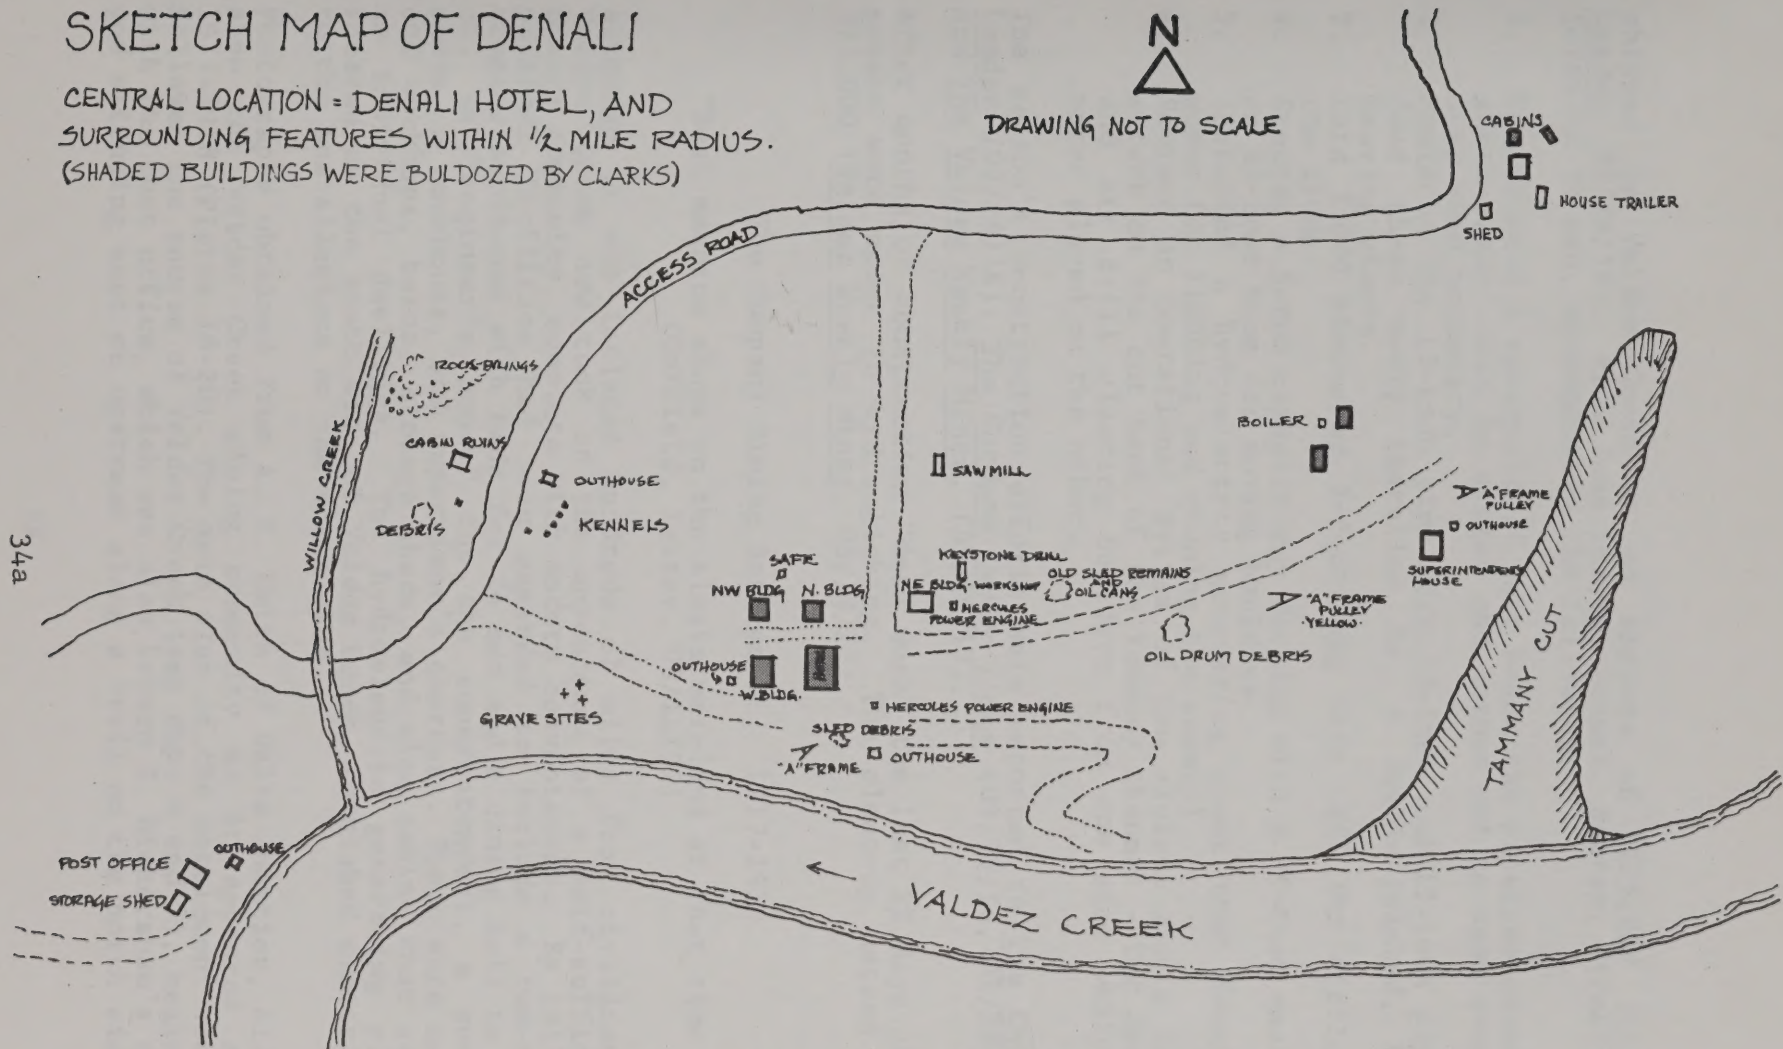 SKETCH MAP OF DENALI
CENTRAL LOCATION = DENALI HOTEL, AND
SURROUNDING FEATURES WITHIN 1/2 MILE RADIUS.
(SHADED BUILDINGS WERE BULDOZED BY CLARKS)
N
DRAWING NOT TO SCALE
CABINS
HOUSE TRAILER
SHED
ACCESS ROAD
ROCK
WILLOW CREEK
CABIN RUINS
DEBRIS
OUTHOUSE
KENNELS
SAWMILL
BOILER
"A" FRAME
PULLEY
OUTHOUSE
SUPERINTENDENTS
HOUSE
SAFE
NW BLDG
N. BLDG
KEYSTONE DRILL
NE BLDG. WORKSHOP
HERCULES
POWER ENGINE
OLD SLED REMAINS
AND
OIL CANS
"A" FRAME
PULLEY
YELLOW.
OIL DRUM DEBRIS
TAMMANY CUT
OUTHOUSE
W. BLDG.
GRAVE SITES
HERCULES POWER ENGINE
SLED DEBRIS
"A" FRAME
OUTHOUSE
POST OFFICE
OUTHOUSE
STORAGE SHED
VALDEZ CREEK
34a